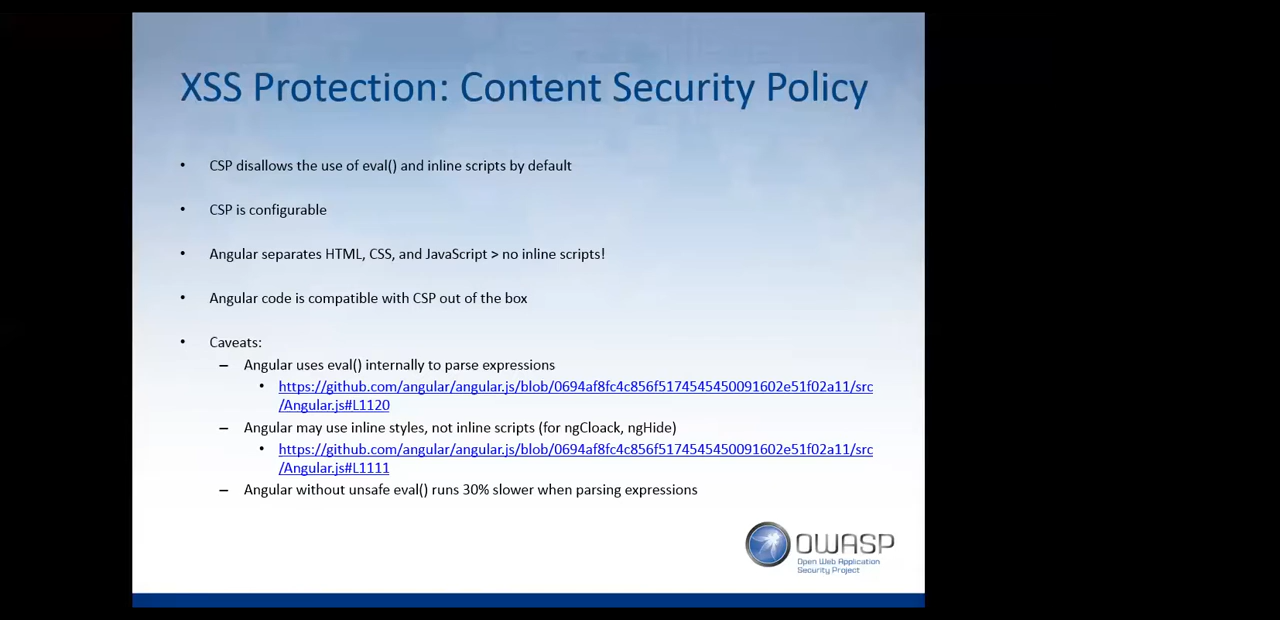 XSS Protection: Content Security Policy
• CSP disallows the use of eval() and inline scripts by default
• CSP is configurable
• Angular separates HTML, CSS, and JavaScript > no inline scripts!
• Angular code is compatible with CSP out of the box
• Caveats:
– Angular uses eval() internally to parse expressions
• https://github.com/angular/angular.js/blob/0694af8fc4c856f5174545450091602e51f02a11/src
/Angular.js#L1120
– Angular may use inline styles, not inline scripts (for ngCloack, ngHide)
• https://github.com/angular/angular.js/blob/0694af8fc4c856f5174545450091602e51f02a11/src
/Angular.js#L1111
– Angular without unsafe eval() runs 30% slower when parsing expressions
OWASP
Open Web Application
Security Project